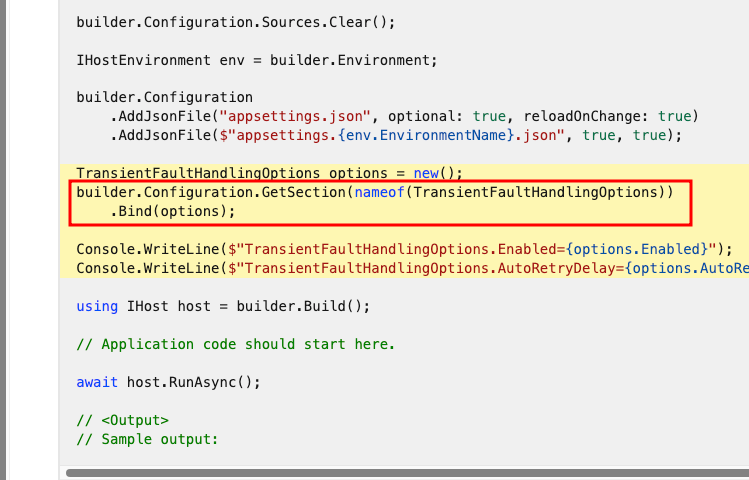 builder.Configuration.Sources.Clear();
IHostEnvironment env = builder.Environment;
builder.Configuration
.AddJsonFile("appsettings.json", optional: true, reloadOnChange: true)
.AddJsonFile($"appsettings.{env.EnvironmentName}.json", true, true);
TransientFaultHandlingOptions options = new();
builder.Configuration.GetSection(nameof(TransientFaultHandlingOptions))
.Bind(options);
Console.WriteLine($"TransientFaultHandlingOptions.Enabled={options.Enabled}");
Console.WriteLine($"TransientFaultHandlingOptions.AutoRetryDelay={options.AutoRe
using IHost host = builder.Build();
// Application code should start here.
await host.RunAsync();
// <Output>
// Sample output: